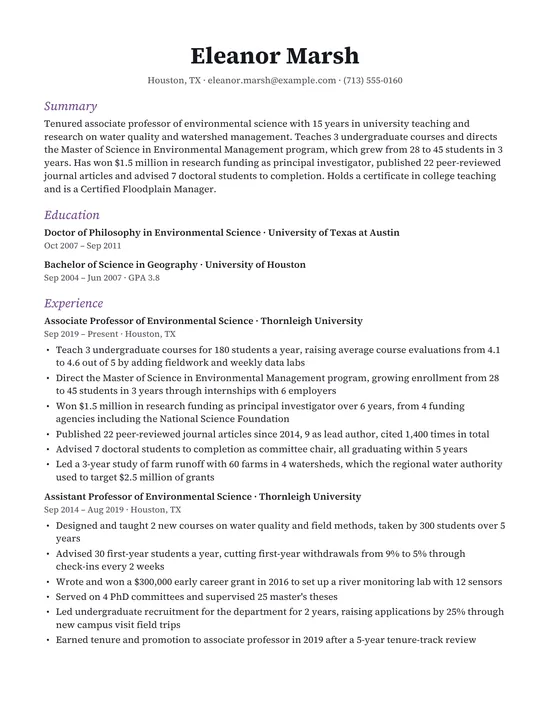 Eleanor Marsh
Houston, TX · eleanor.marsh@example.com · (713) 555-0160
Summary
Tenured associate professor of environmental science with 15 years in university teaching and
research on water quality and watershed management. Teaches 3 undergraduate courses and directs
the Master of Science in Environmental Management program, which grew from 28 to 45 students in 3
years. Has won $1.5 million in research funding as principal investigator, published 22 peer-reviewed
journal articles and advised 7 doctoral students to completion. Holds a certificate in college teaching
and is a Certified Floodplain Manager.
Education
Doctor of Philosophy in Environmental Science · University of Texas at Austin
Oct 2007 – Sep 2011
Bachelor of Science in Geography · University of Houston
Sep 2004 – Jun 2007 · GPA 3.8
Experience
Associate Professor of Environmental Science · Thornleigh University
Sep 2019 – Present · Houston, TX
• Teach 3 undergraduate courses for 180 students a year, raising average course evaluations from 4.1
to 4.6 out of 5 by adding fieldwork and weekly data labs
• Direct the Master of Science in Environmental Management program, growing enrollment from 28
to 45 students in 3 years through internships with 6 employers
• Won $1.5 million in research funding as principal investigator over 6 years, from 4 funding
agencies including the National Science Foundation
• Published 22 peer-reviewed journal articles since 2014, 9 as lead author, cited 1,400 times in total
• Advised 7 doctoral students to completion as committee chair, all graduating within 5 years
• Led a 3-year study of farm runoff with 60 farms in 4 watersheds, which the regional water authority
used to target $2.5 million of grants
Assistant Professor of Environmental Science · Thornleigh University
Sep 2014 – Aug 2019 · Houston, TX
• Designed and taught 2 new courses on water quality and field methods, taken by 300 students over 5
years
• Advised 30 first-year students a year, cutting first-year withdrawals from 9% to 5% through
check-ins every 2 weeks
• Wrote and won a $300,000 early career grant in 2016 to set up a river monitoring lab with 12 sensors
• Served on 4 PhD committees and supervised 25 master's theses
• Led undergraduate recruitment for the department for 2 years, raising applications by 25% through
new campus visit field trips
• Earned tenure and promotion to associate professor in 2019 after a 5-year tenure-track review